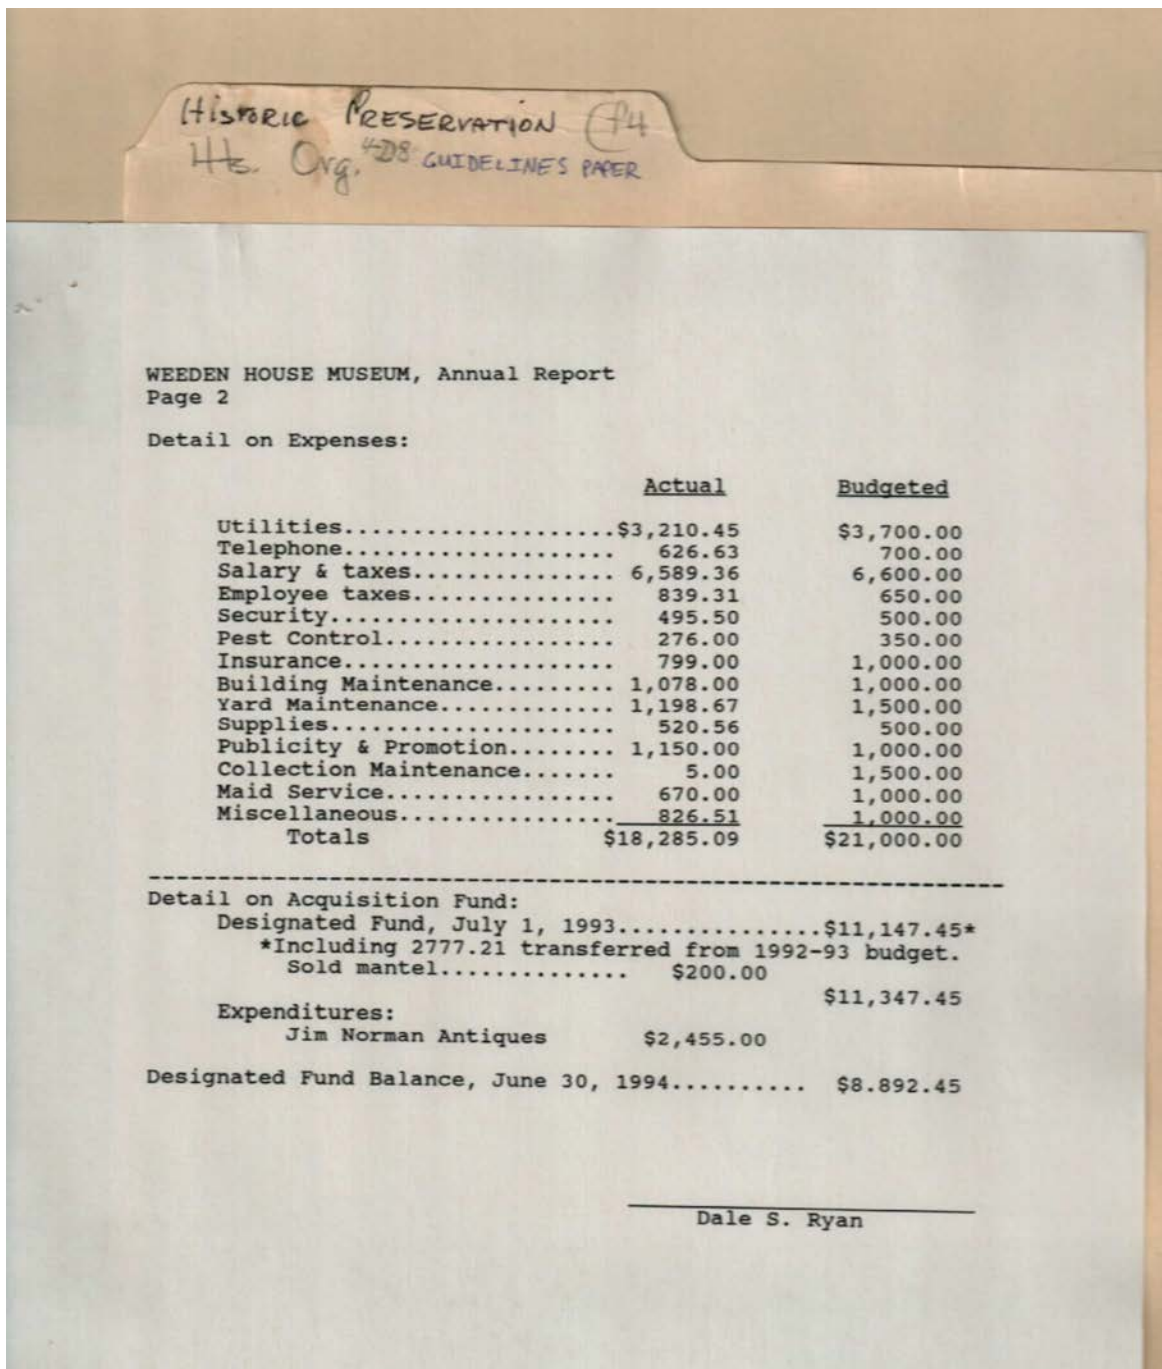 Historic Preservation
Hs. Org. 4-D8 GUIDELINES PAPER
WEEDEN HOUSE MUSEUM, Annual Report
Page 2
Detail on Expenses:
Actual Budgeted
Utilities....................$3,210.45 $3,700.00
Telephone.................... 626.63 700.00
Salary & taxes............... 6,589.36 6,600.00
Employee taxes............... 839.31 650.00
Security..................... 495.50 500.00
Pest Control................. 276.00 350.00
Insurance.................... 799.00 1,000.00
Building Maintenance......... 1,078.00 1,000.00
Yard Maintenance............. 1,198.67 1,500.00
Supplies..................... 520.56 500.00
Publicity & Promotion........ 1,150.00 1,000.00
Collection Maintenance....... 5.00 1,500.00
Maid Service................. 670.00 1,000.00
Miscellaneous................ 826.51 1,000.00
Totals $18,285.09 $21,000.00
--------------------------------------------------------------
Detail on Acquisition Fund:
Designated Fund, July 1, 1993...............$11,147.45*
*Including 2777.21 transferred from 1992-93 budget.
Sold mantel.............. $200.00
$11,347.45
Expenditures:
Jim Norman Antiques $2,455.00
Designated Fund Balance, June 30, 1994.......... $8.892.45
Dale S. Ryan